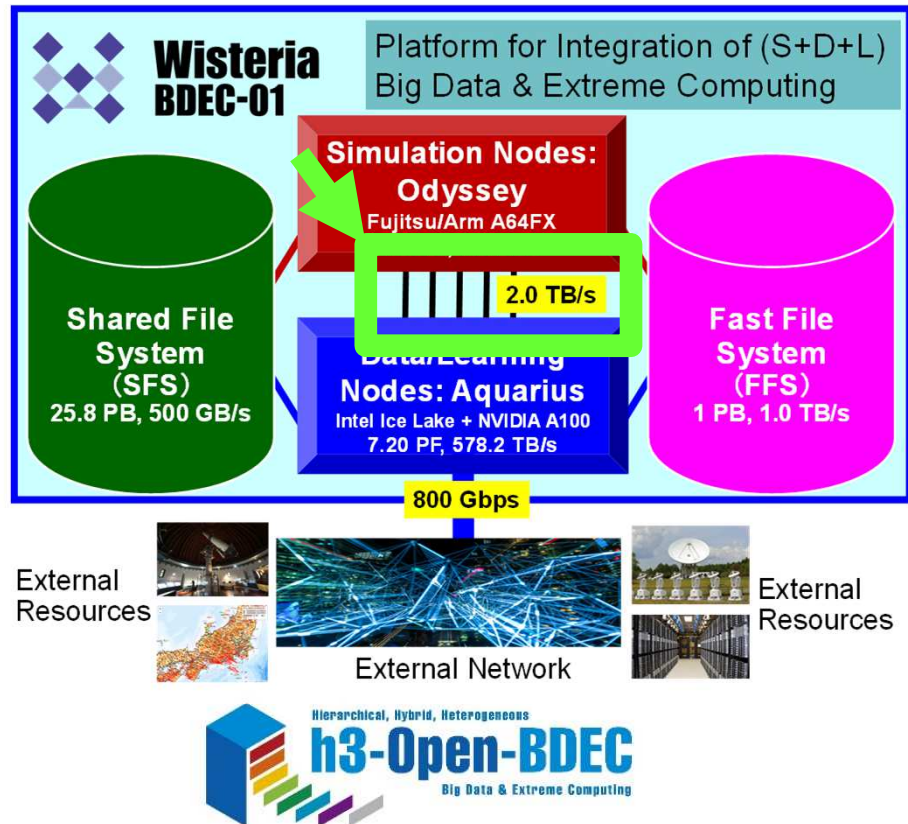 Wisteria
BDEC-01
Platform for Integration of (S+D+L)
Big Data & Extreme Computing
Simulation Nodes:
Odyssey
Fujitsu/Arm A64FX
2.0 TB/s
Shared File
System
(SFS)
25.8 PB, 500 GB/s
Data/Learning
Nodes: Aquarius
Intel Ice Lake + NVIDIA A100
7.20 PF, 578.2 TB/s
Fast File
System
(FFS)
1 PB, 1.0 TB/s
800 Gbps
External
Resources
External Network
External
Resources
Hierarchical, Hybrid, Heterogeneous
h3-Open-BDEC
Big Data & Extreme Computing